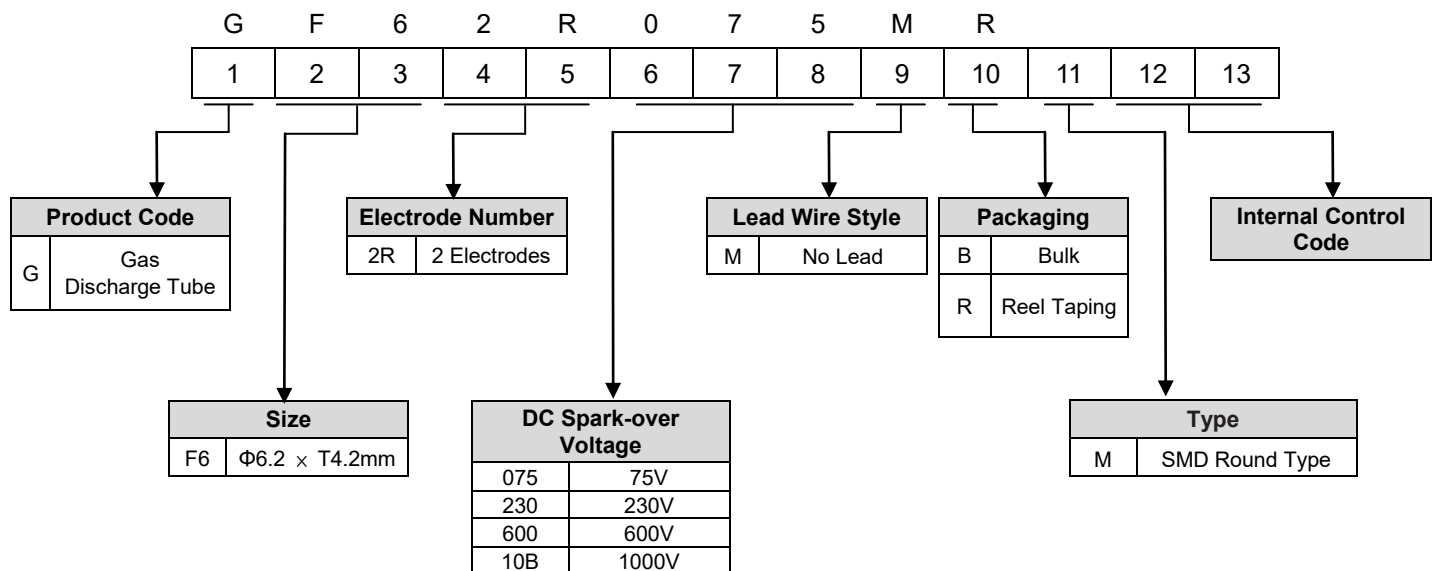 G F 6 2 R 0 7 5 M R
1 2 3 4 5 6 7 8 9 10 11 12 13
Product Code
G Gas
Discharge Tube
Electrode Number
2R 2 Electrodes
Lead Wire Style
M No Lead
Packaging
B Bulk
R Reel Taping
Internal Control
Code
Size
F6 Φ6.2 × T4.2mm
DC Spark-over
Voltage
075 75V
230 230V
600 600V
10B 1000V
Type
M SMD Round Type